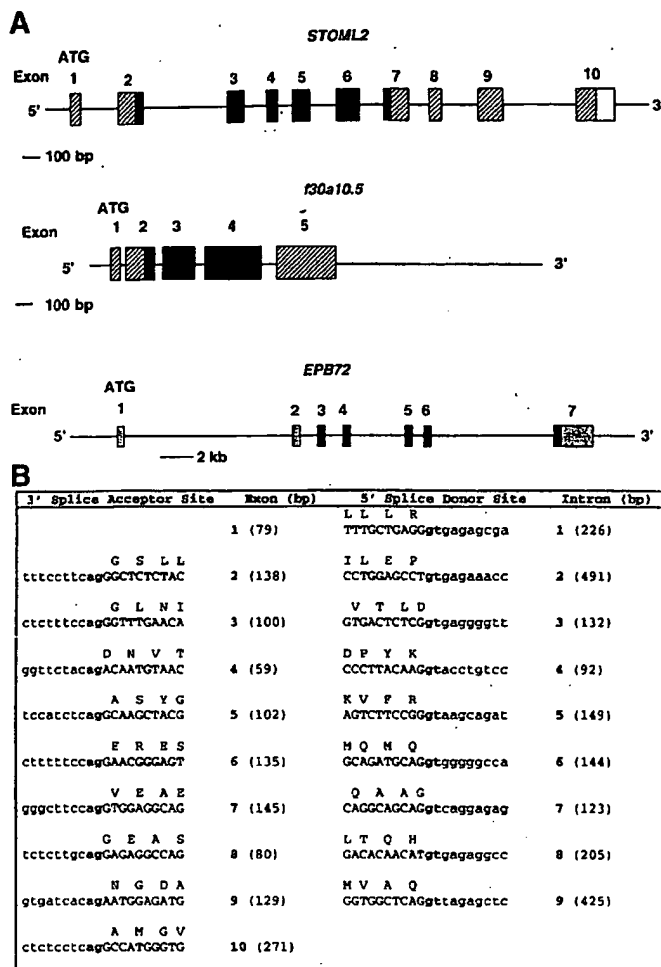 A
STOML2
ATG
Exon 1 2 3 4 5 6 7 8 9 10
5' 3'
100 bp
f30a10.5
ATG
Exon 1 2 3 4 5
5' 3'
100 bp
EPB72
ATG
Exon 1 2 3 4 5 6 7
5' 3'
2 kb
B
3' Splice Acceptor Site Exon (bp) 5' Splice Donor Site Intron (bp)
L L L R
1 (79) TTTGCTGAGGgtgagagcga 1 (226)
G S L L I L E P
tttccttcagGGCTCTCTAC 2 (138) CCTGGAGCCTgtgagaaacc 2 (491)
G L N I V T L D
ctctttccagGGTTTGAACA 3 (100) GTGACTCTCGgtgaggggtt 3 (132)
D N V T D P Y K
ggttctacagACAATGTAAC 4 (59) CCCTTACAAGgtacctgtcc 4 (92)
A S Y G K V F R
tccatctcagGCAAGCTACG 5 (102) AGTCTTCCGGgtaagcagat 5 (149)
E R E S M Q M Q
ctttttccagGAACGGGAGT 6 (135) GCAGATGCAGgtgggggcca 6 (144)
V E A E Q A A G
gggcttccagGTGGAGGCAG 7 (145) CAGGCAGCAGgtcaggagag 7 (123)
G E A S L T Q H
tctcttgcagGAGAGGCCAG 8 (80) GACACAACATgtgagaggcc 8 (205)
N G D A M V A Q
gtgatcacagAATGGAGATG 9 (129) GGTGGCTCAGgttagagctc 9 (425)
A M G V
ctctcctcagGCCATGGGTG 10 (271)